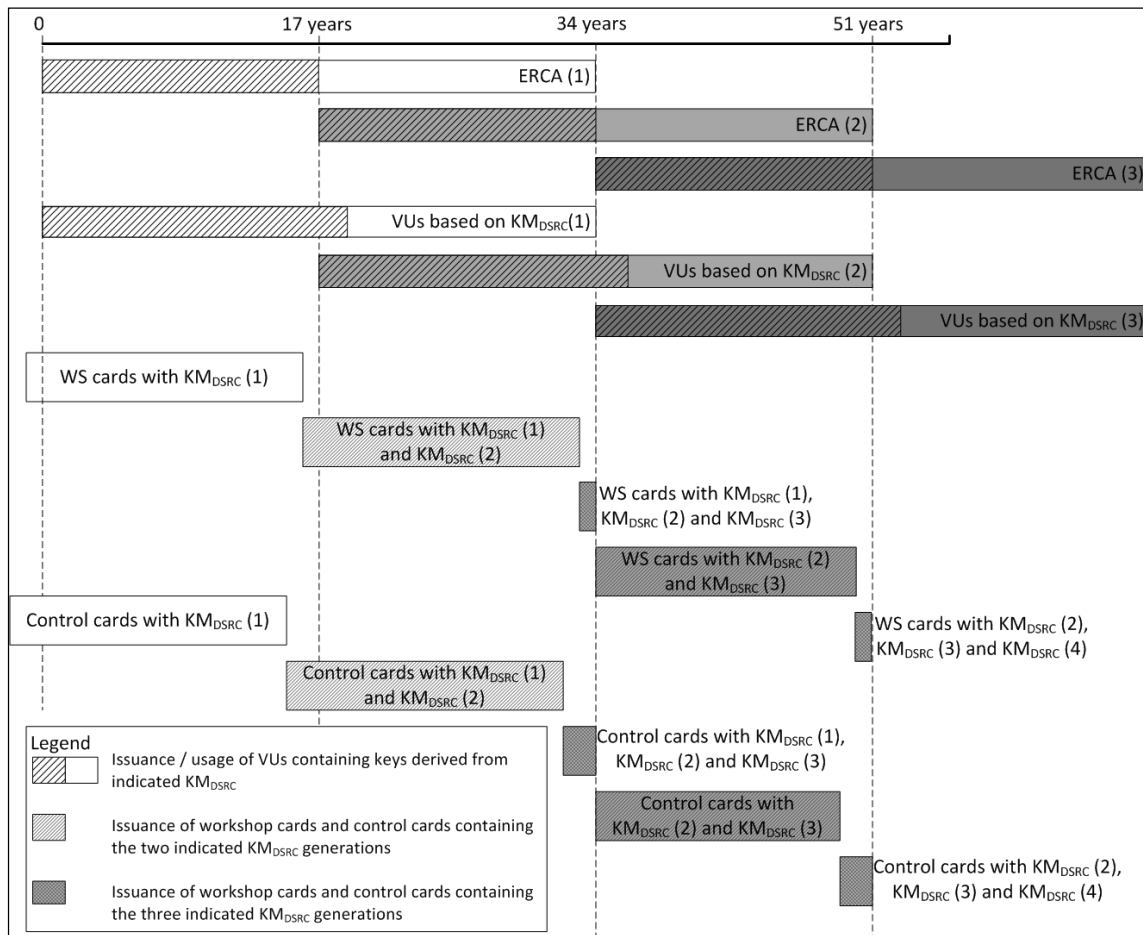 0
17 years
34 years
51 years
ERCA (1)
ERCA (2)
ERCA (3)
VUs based on KMDSRC(1)
VUs based on KMDSRC (2)
VUs based on KMDSRC (3)
WS cards with KMDSRC (1)
WS cards with KMDSRC (1)
and KMDSRC (2)
WS cards with KMDSRC (1),
KMDSRC (2) and KMDSRC (3)
WS cards with KMDSRC (2)
and KMDSRC (3)
Control cards with KMDSRC (1)
WS cards with KMDSRC (2),
KMDSRC (3) and KMDSRC (4)
Control cards with KMDSRC (1)
and KMDSRC (2)
Control cards with KMDSRC (1),
KMDSRC (2) and KMDSRC (3)
Control cards with
KMDSRC (2) and KMDSRC (3)
Control cards with KMDSRC (2),
KMDSRC (3) and KMDSRC (4)
Legend
Issuance / usage of VUs containing keys derived from
indicated KMDSRC
Issuance of workshop cards and control cards containing
the two indicated KMDSRC generations
Issuance of workshop cards and control cards containing
the three indicated KMDSRC generations